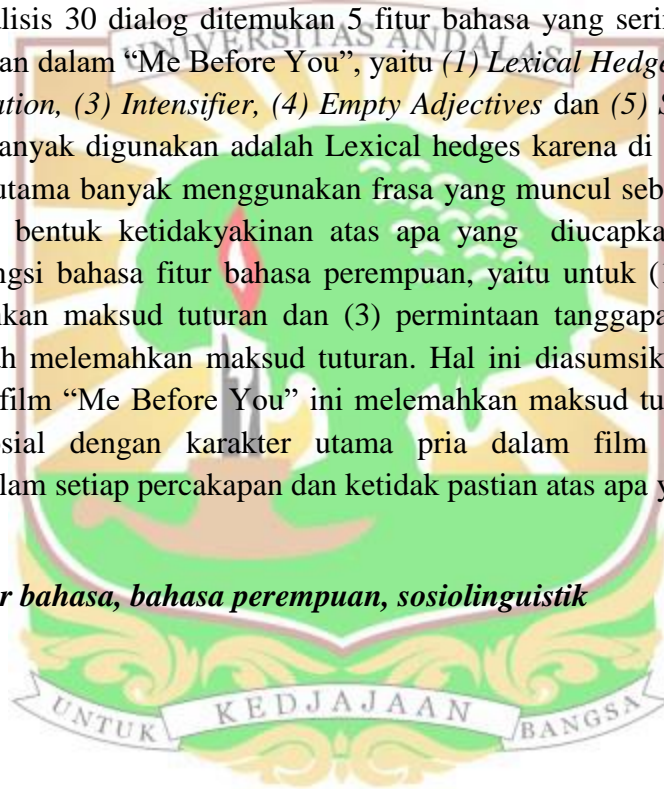 alisis 30 dialog ditemukan 5 fitur bahasa yang seri
UNIVERSITAS ANDALAS
an dalam “Me Before You”, yaitu (1) Lexical Hedge
ation, (3) Intensifier, (4) Empty Adjectives dan (5) S
anyak digunakan adalah Lexical hedges karena di
utama banyak menggunakan frasa yang muncul seb
bentuk ketidakyakinan atas apa yang diucapka
ngsi bahasa fitur bahasa perempuan, yaitu untuk (1
hkan maksud tuturan dan (3) permintaan tanggapa
ah melemahkan maksud tuturan. Hal ini diasumsik
film “Me Before You” ini melemahkan maksud tu
osial dengan karakter utama pria dalam film
lam setiap percakapan dan ketidak pastian atas apa y
r bahasa, bahasa perempuan, sosiolinguistik
UNTUK KEDJAJAAN BANGSA